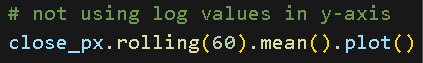 # not using log values in y-axis
close_px.rolling(60).mean().plot()